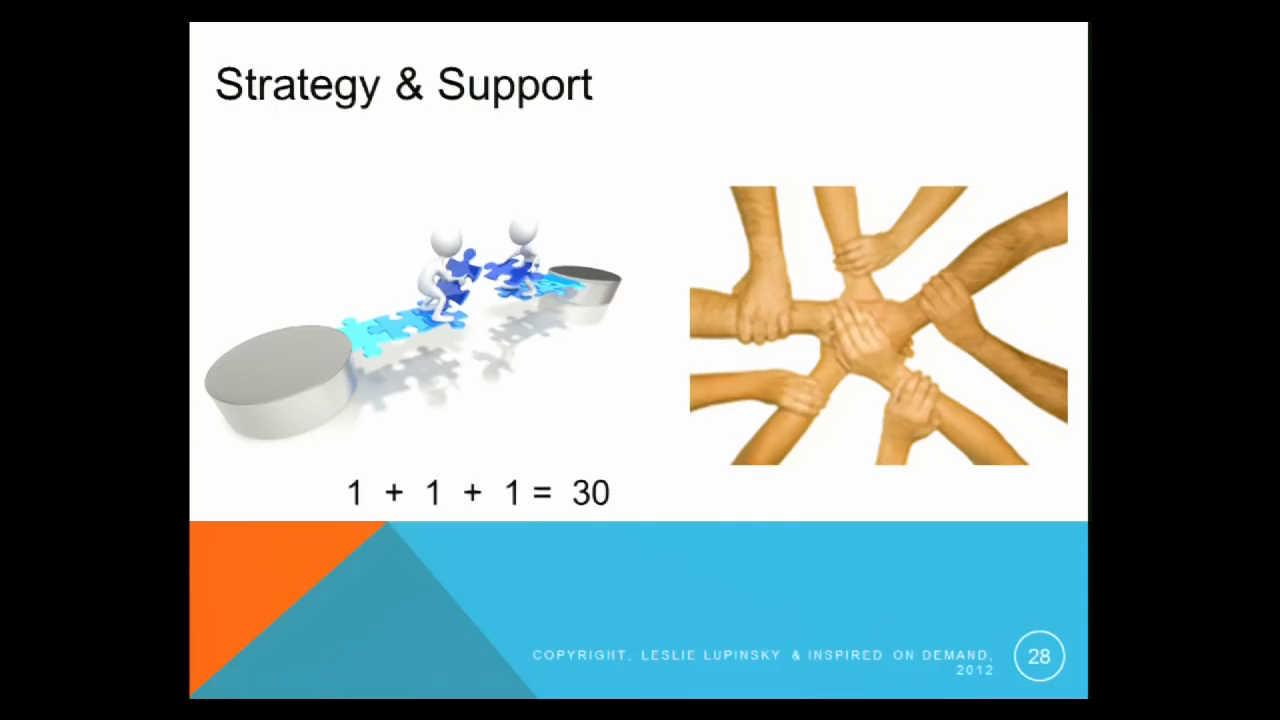 Strategy & Support
1 + 1 + 1 = 30
COPYRIGHT, LESLIE LUPINSKY & INSPIRED ON DEMAND,
2012
28